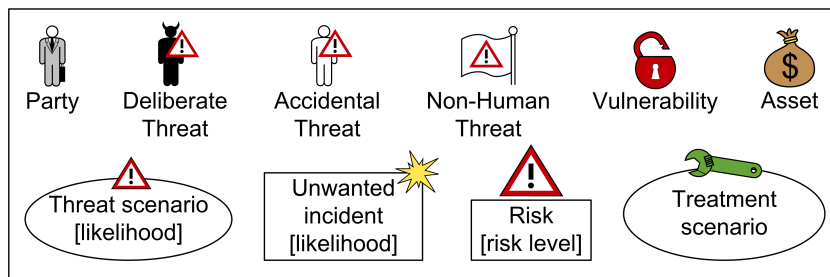 Party
Deliberate
Threat
Accidental
Threat
Non-Human
Threat
Vulnerability
$
Asset
Threat scenario
[likelihood]
Unwanted
incident
[likelihood]
Risk
[risk level]
Treatment
scenario